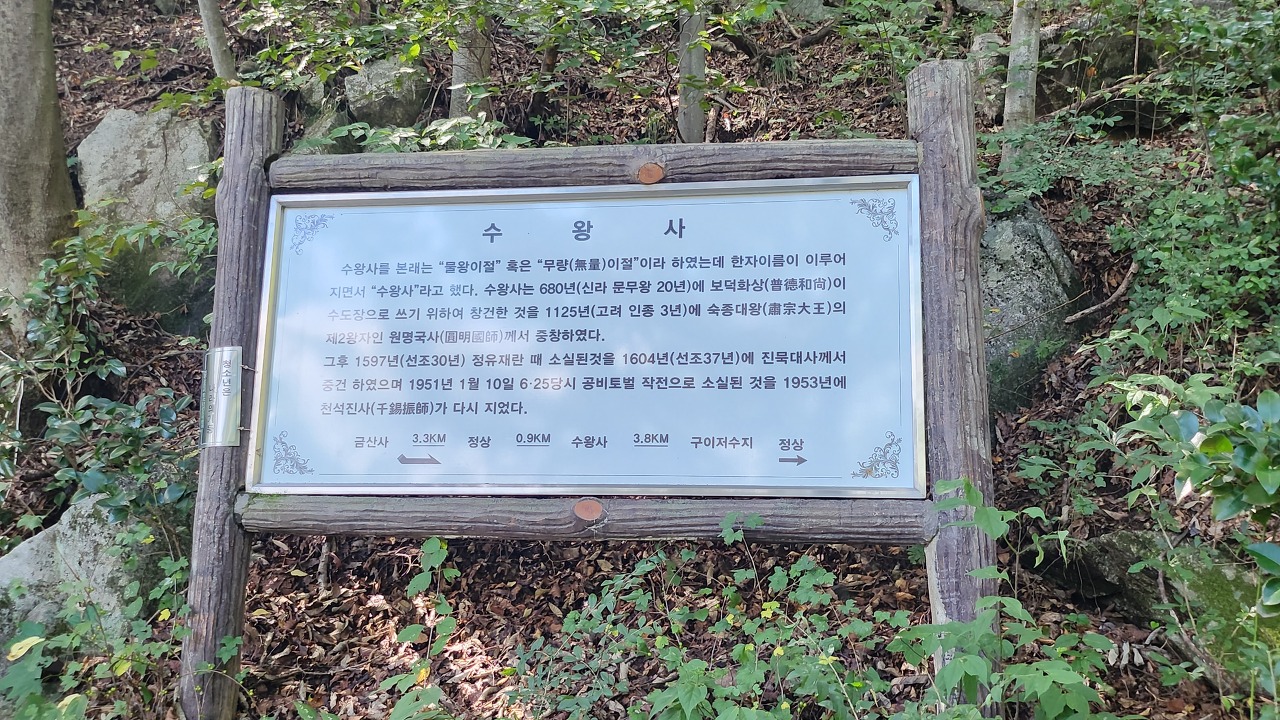 수 왕 사
수왕사를 본래는 “물왕이절” 혹은 “무량(無量)이절”이라 하였는데 한자이름이 이루어
지면서 “수왕사”라고 했다. 수왕사는 680년(신라 문무왕 20년)에 보덕화상(普德和尙)이
수도장으로 쓰기 위하여 창건한 것을 1125년(고려 인종 3년)에 숙종대왕(肅宗大王)의
제2왕자인 원명국사(圓明國師)께서 중창하였다.
그후 1597년(선조30년) 정유재란 때 소실된것을 1604년(선조37년)에 진묵대사께서
중건 하였으며 1951년 1월 10일 6·25당시 공비토벌 작전으로 소실된 것을 1953년에
천석진사(千錫振師)가 다시 지었다.
금산사 3.3KM 정상 0.9KM 수왕사 3.8KM 구이저수지 정상
청소년은